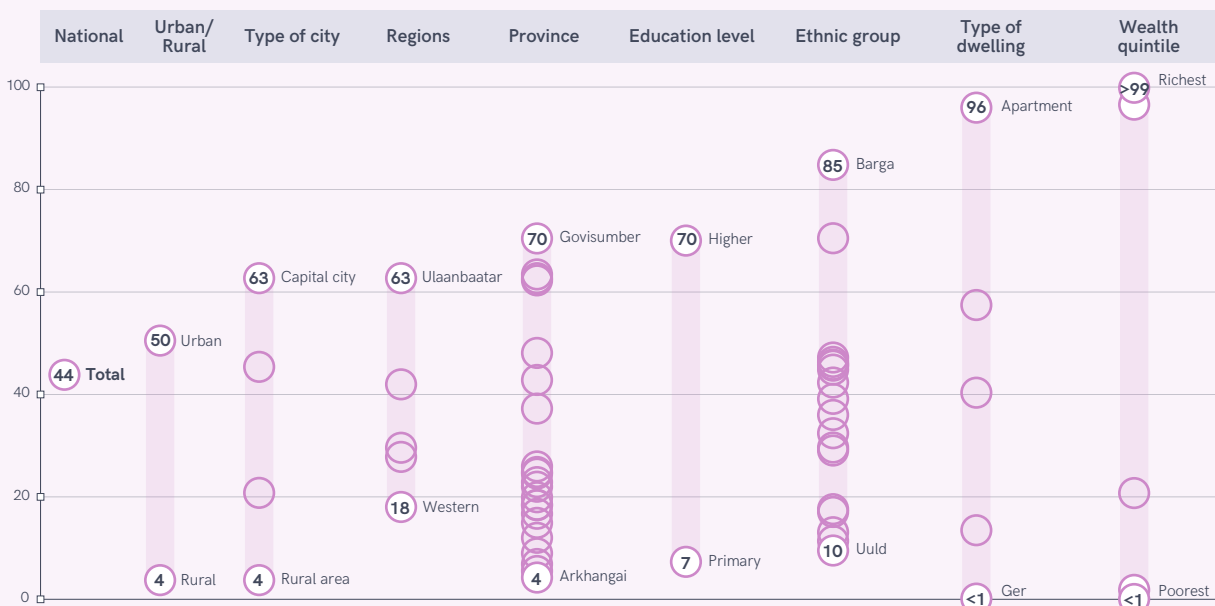 National
Urban/
Rural
Type of city
Regions
Province
Education level
Ethnic group
Type of
dwelling
Wealth
quintile
100
80
60
40
20
0
44 Total
50 Urban
4 Rural
63 Capital city
4 Rural area
63 Ulaanbaatar
18 Western
70 Govisumber
4 Arkhangai
70 Higher
7 Primary
85 Barga
10 Uuld
96 Apartment
<1 Ger
>99 Richest
<1 Poorest